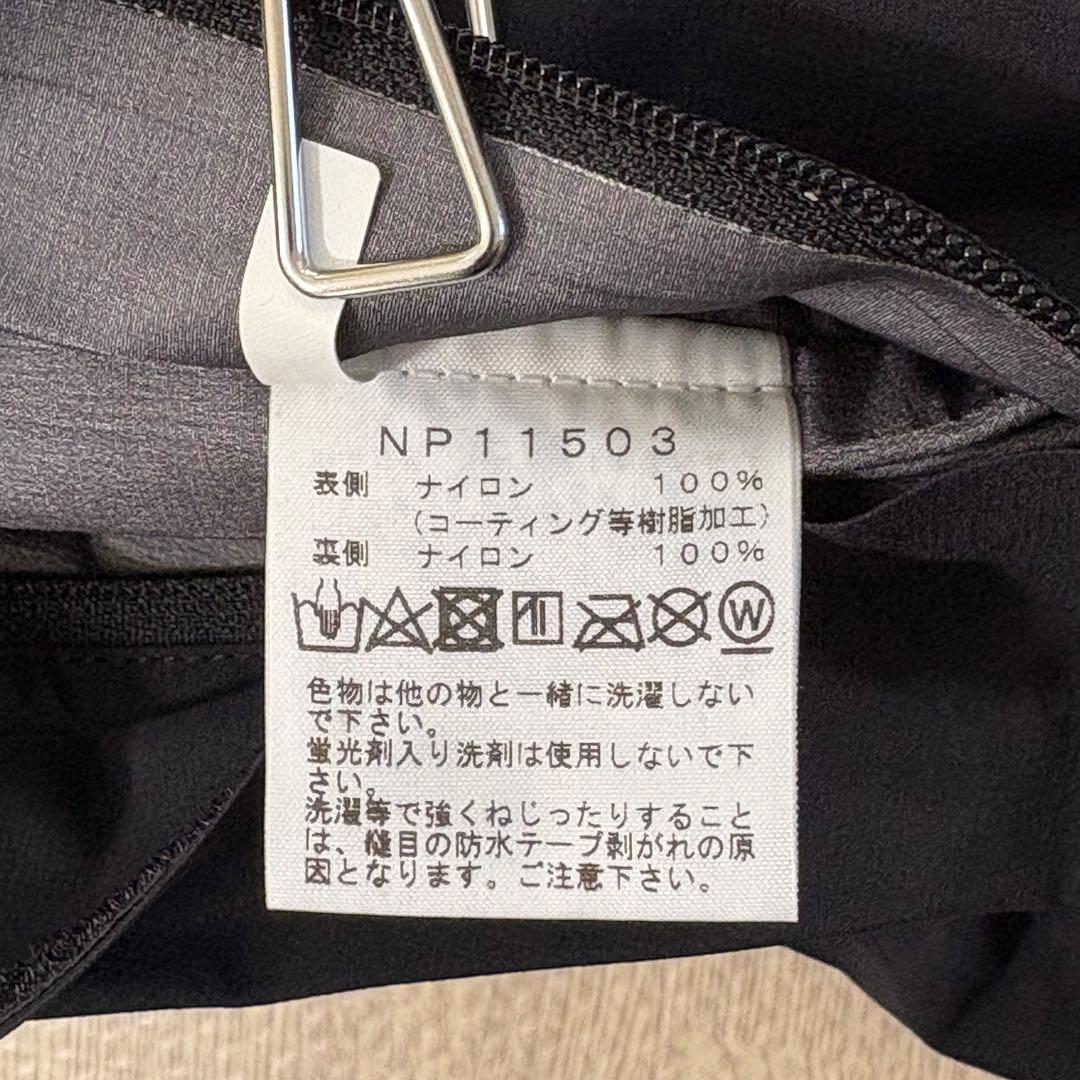 NP11503
表側 ナイロン 100%
(コーティング等樹脂加工)
裏側 ナイロン 100%
W
色物は他の物と一緒に洗濯しない
で下さい。
蛍光剤入り洗剤は使用しないで下
さい。
洗濯等で強くねじったりすること
は、縫目の防水テープ剥がれの原
因となります。ご注意下さい。